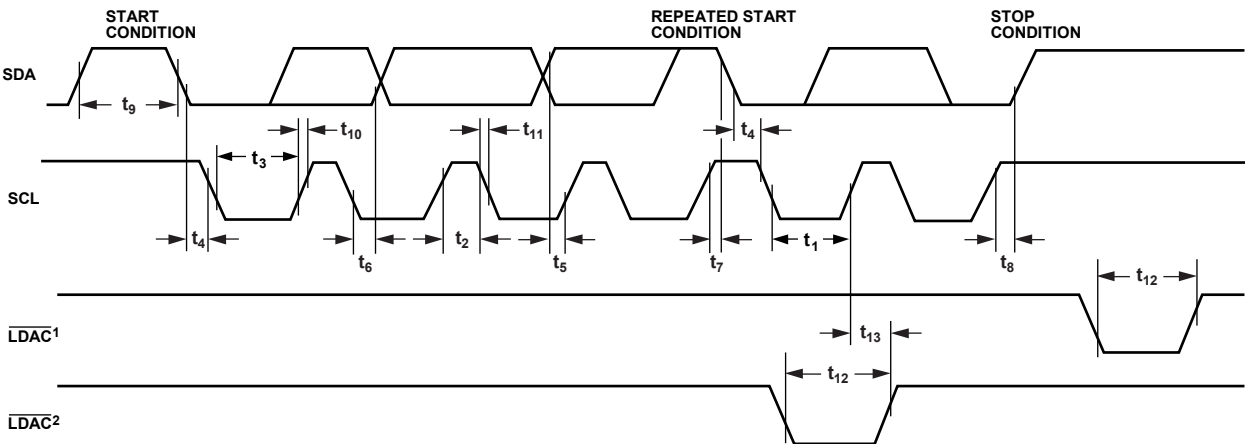 START
CONDITION
REPEATED START
CONDITION
STOP
CONDITION
SDA
t9
t4
t10
t11
t3
SCL
t4
t6
t2
t5
t7
t1
t8
t12
LDAC1
t13
t12
LDAC2